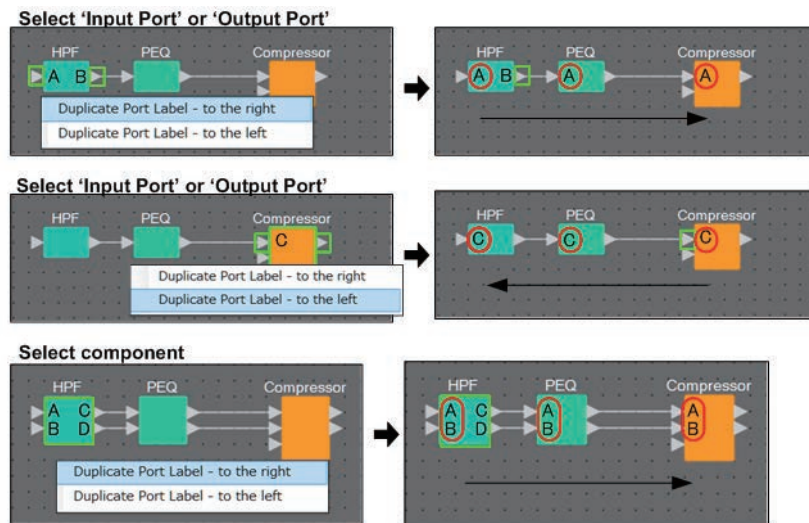 Select ‘Input Port’ or ‘Output Port’
HPF PEQ Compressor
A B
Duplicate Port Label - to the right
Duplicate Port Label - to the left
HPF PEQ Compressor
A B A A
Select ‘Input Port’ or ‘Output Port’
HPF PEQ Compressor
C
Duplicate Port Label - to the right
Duplicate Port Label - to the left
HPF PEQ Compressor
C C C
Select component
HPF PEQ Compressor
A C
B D
Duplicate Port Label - to the right
Duplicate Port Label - to the left
HPF PEQ Compressor
A C A A
B D B B